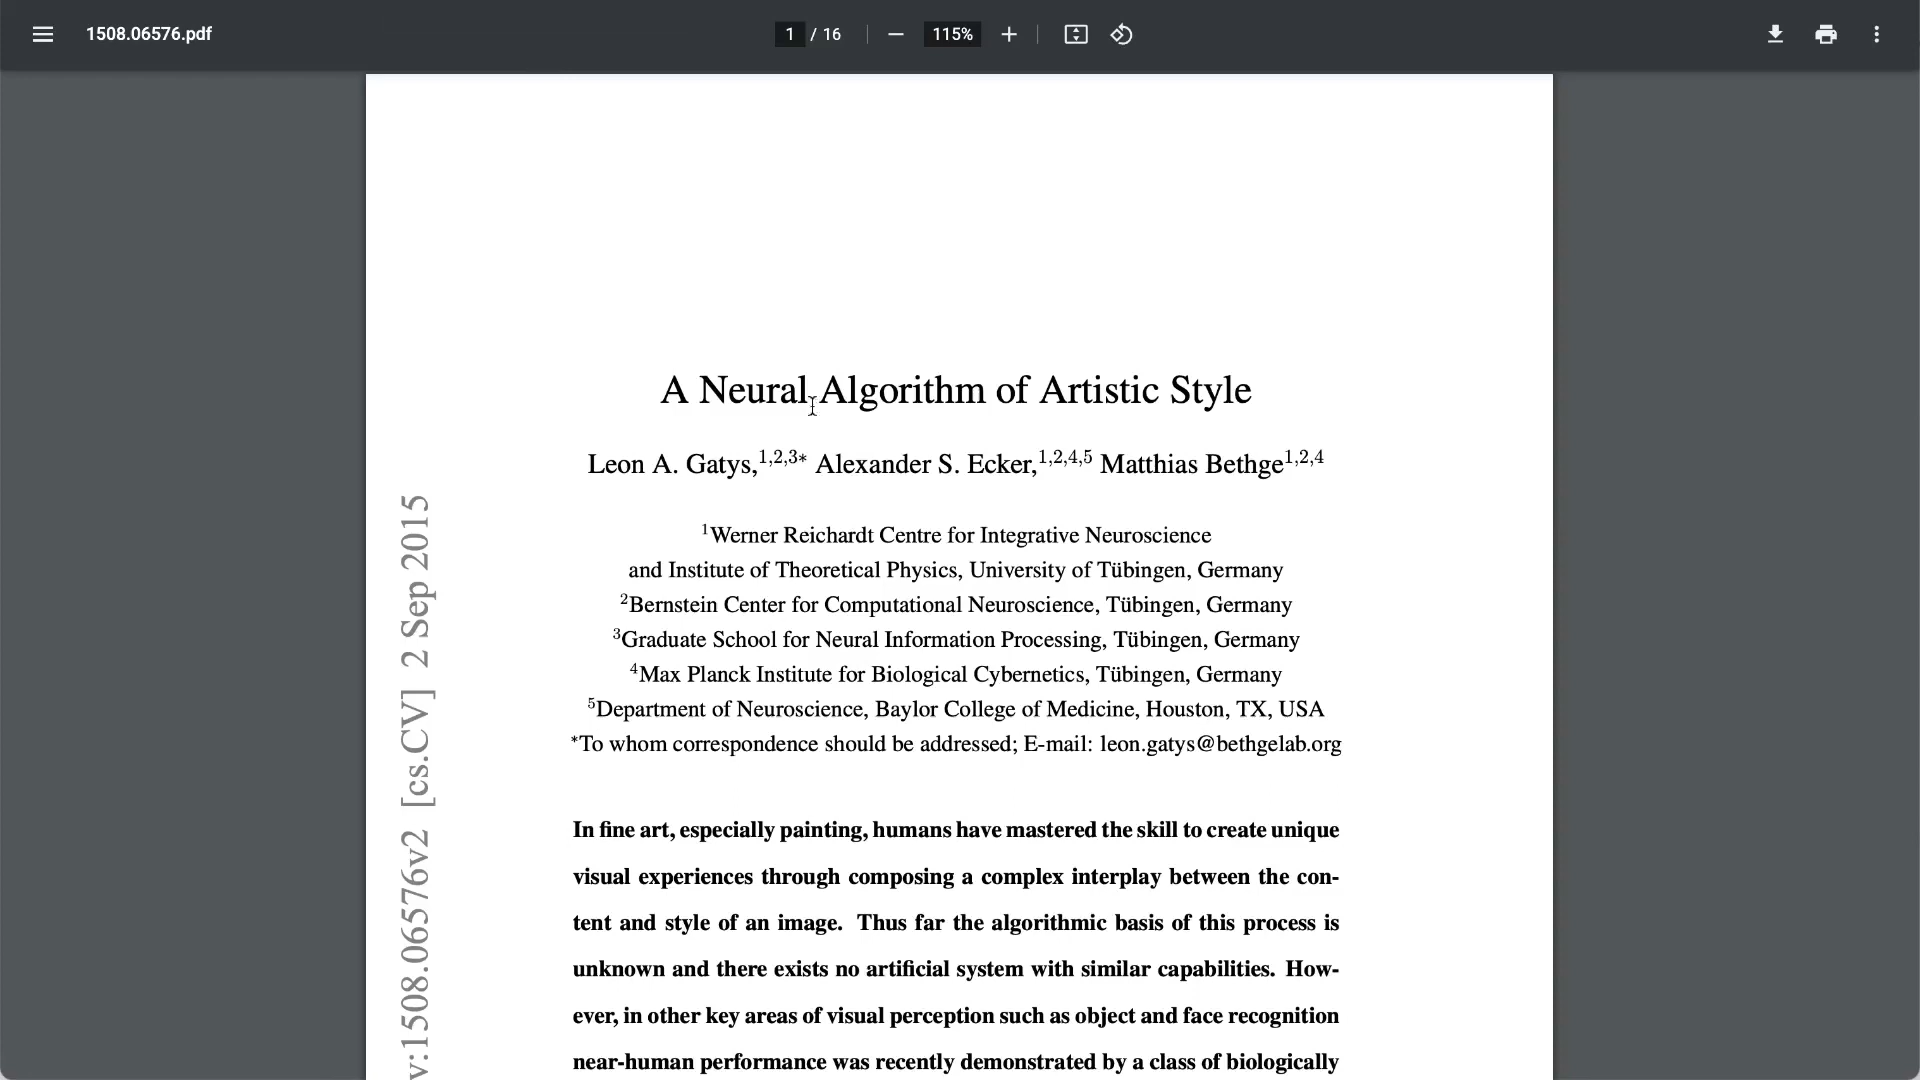 1508.06576.pdf
1 / 16
115%
A Neural Algorithm of Artistic Style
Leon A. Gatys,1,2,3* Alexander S. Ecker,1,2,4,5 Matthias Bethge1,2,4
1Werner Reichardt Centre for Integrative Neuroscience
and Institute of Theoretical Physics, University of Tübingen, Germany
2Bernstein Center for Computational Neuroscience, Tübingen, Germany
3Graduate School for Neural Information Processing, Tübingen, Germany
4Max Planck Institute for Biological Cybernetics, Tübingen, Germany
5Department of Neuroscience, Baylor College of Medicine, Houston, TX, USA
*To whom correspondence should be addressed; E-mail: leon.gatys@bethgelab.org
In fine art, especially painting, humans have mastered the skill to create unique
visual experiences through composing a complex interplay between the con-
tent and style of an image. Thus far the algorithmic basis of this process is
unknown and there exists no artificial system with similar capabilities. How-
ever, in other key areas of visual perception such as object and face recognition
near-human performance was recently demonstrated by a class of biologically
v:1508.06576v2 [cs.CV] 2 Sep 2015